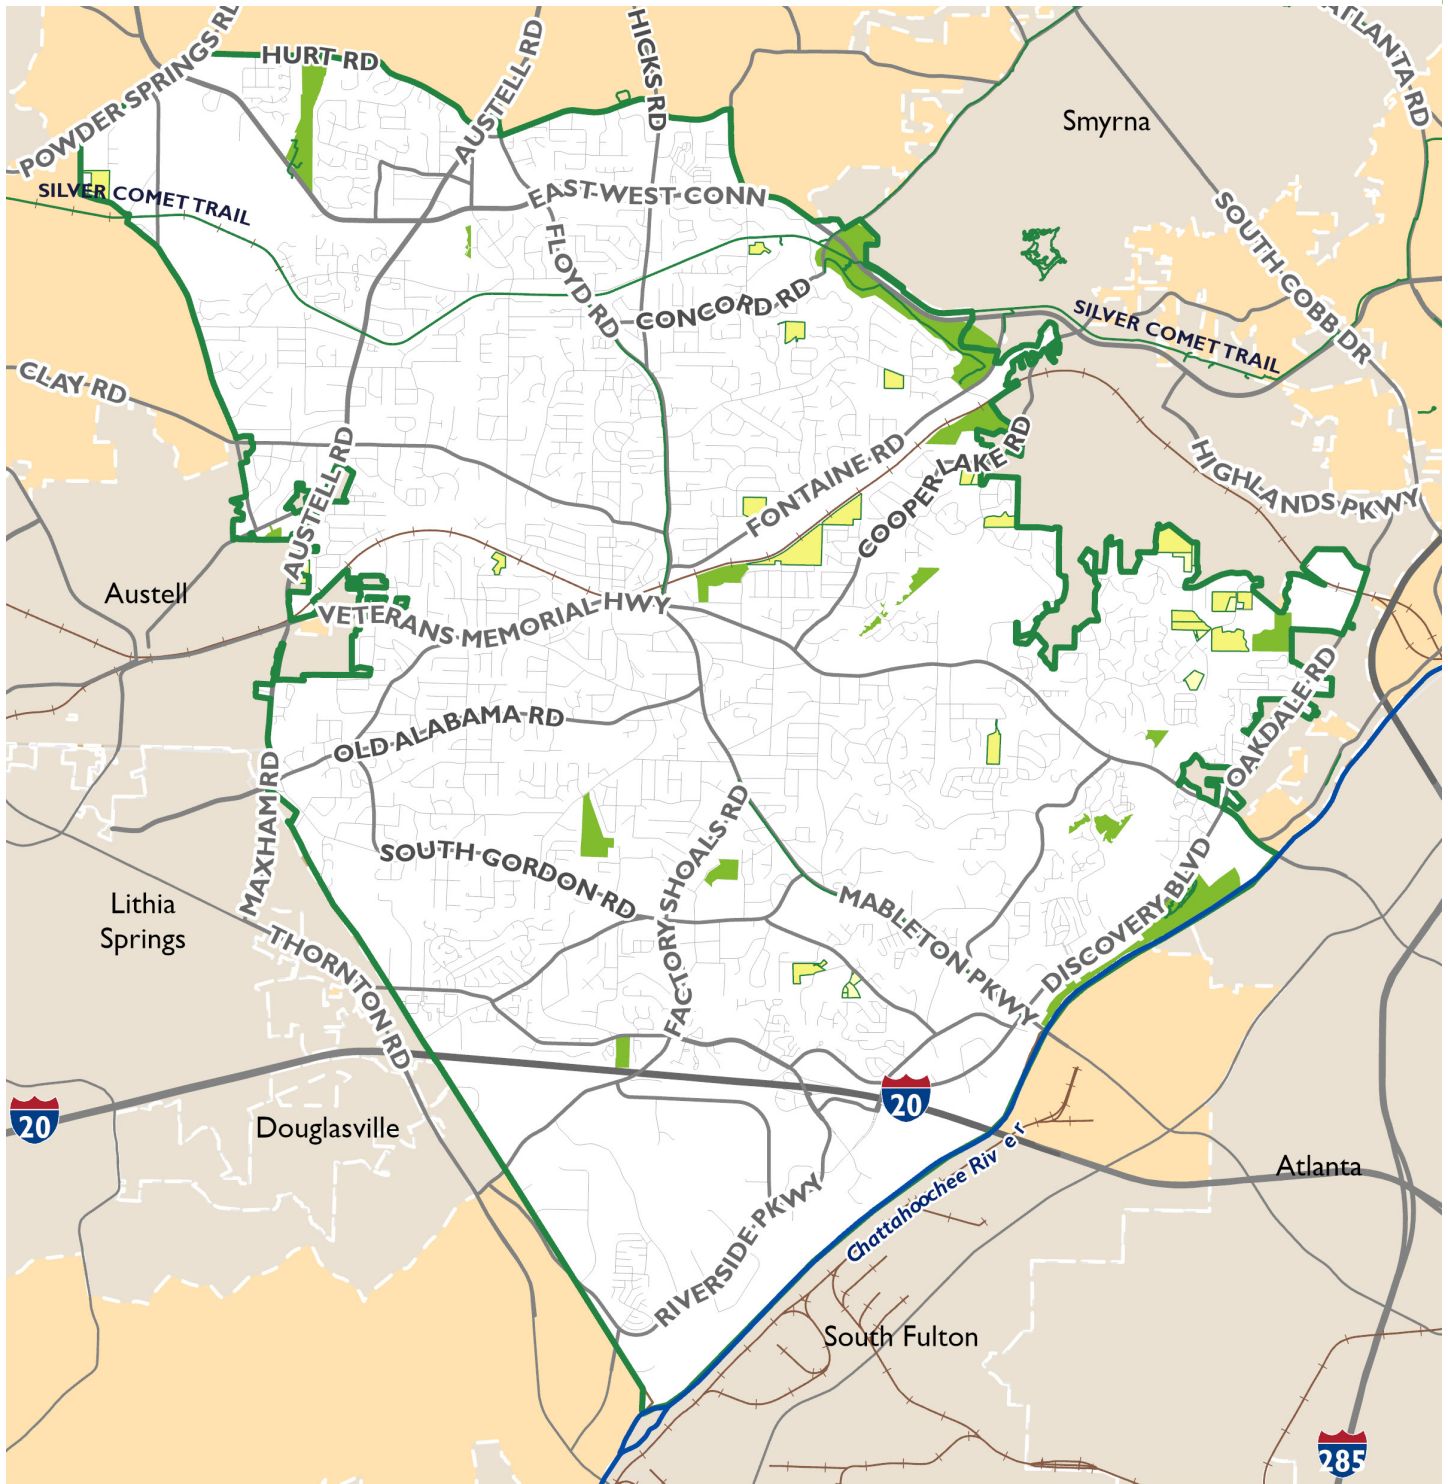 POWDER SPRINGS RD
HURT RD
AUSTELL RD
HICKS RD
ATLANTA RD
Smyrna
SILVER COMET TRAIL
EAST WEST CONN
FLOYD RD
CONCORD RD
SOUTH COBB DR
SILVER COMET TRAIL
CLAY RD
AUSTELL RD
FONTAINE RD
COOPER LAKE RD
HIGHLANDS PKWY
Austell
VETERANS MEMORIAL HWY
OLD ALABAMA RD
OAKDALE RD
MAXHAM RD
SOUTH GORDON RD
FACTORY SHOALS RD
MABLETON PKWY
DISCOVERY BLVD
Lithia
Springs
THORNTON RD
20
20
Douglasville
Atlanta
Chattahoochee River
RIVERSIDE PKWY
South Fulton
285